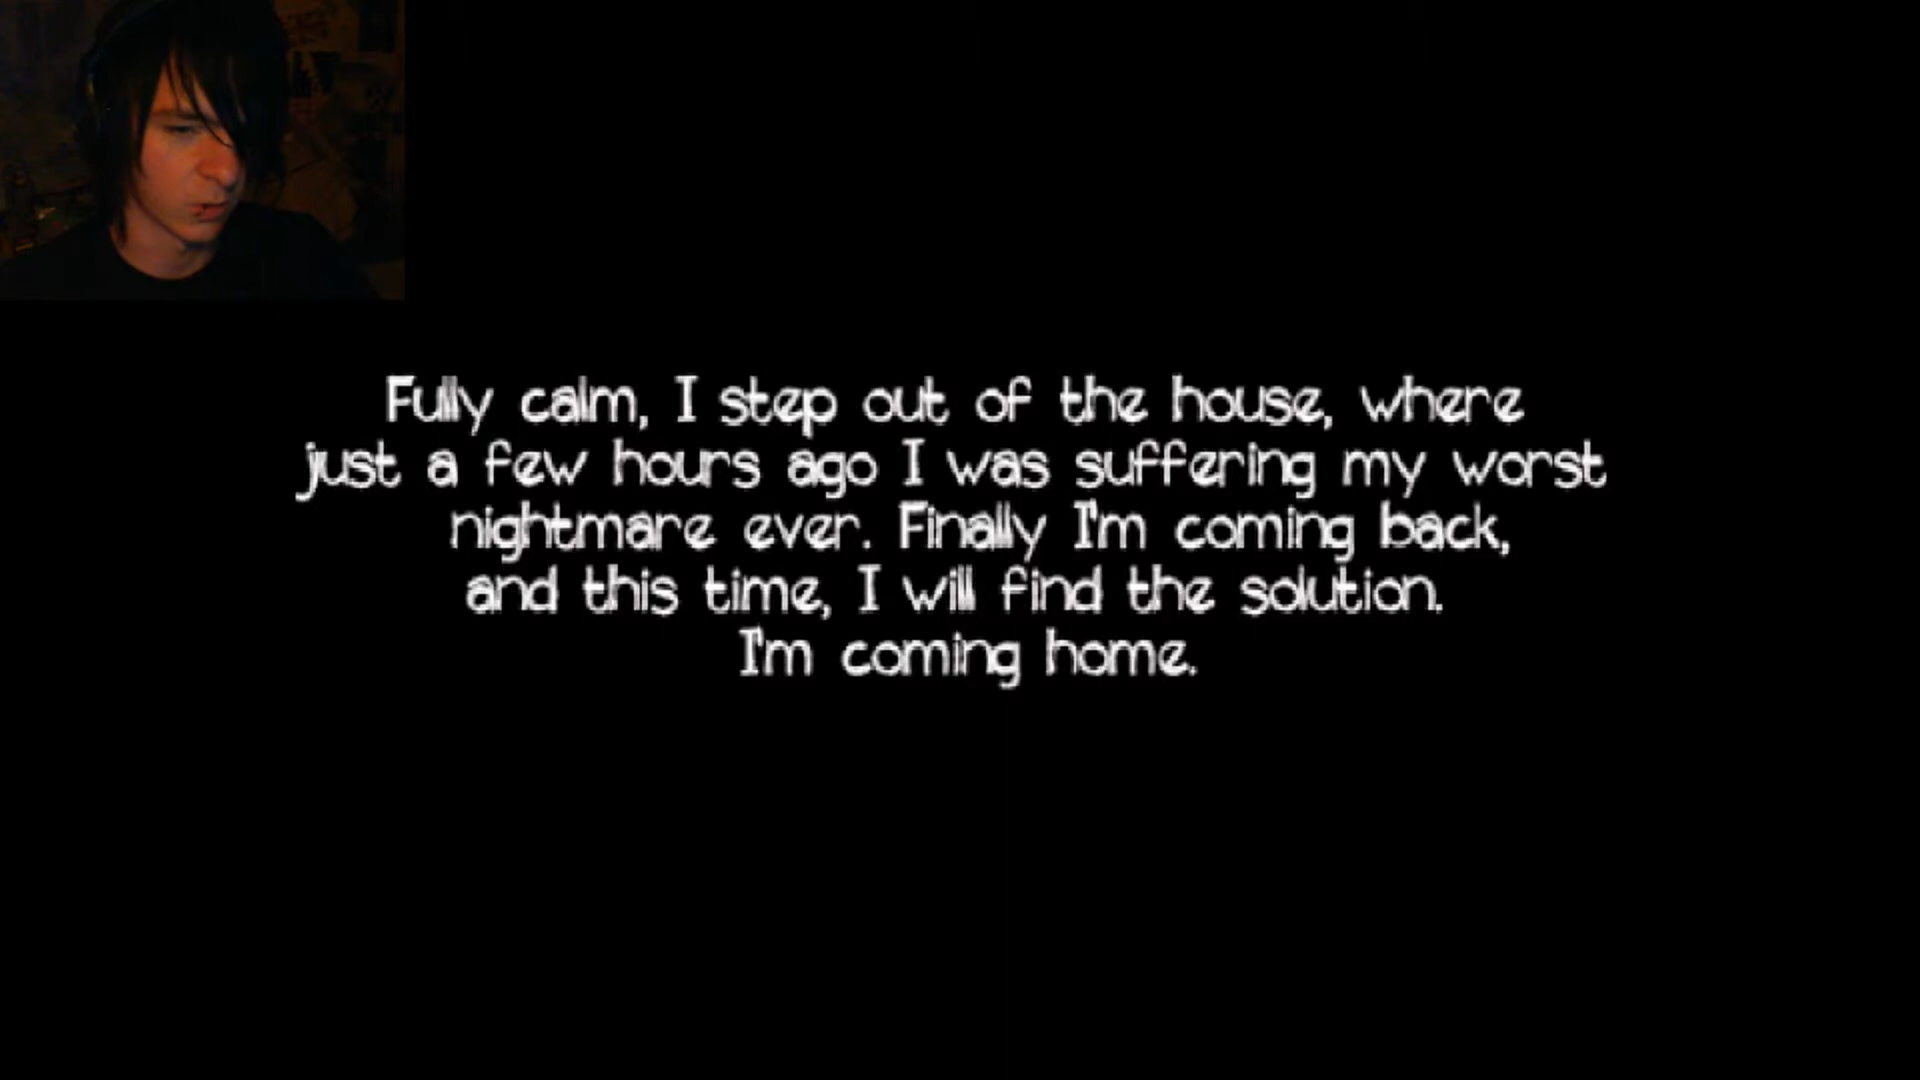 Fully calm, I step out of the house, where
just a few hours ago I was suffering my worst
nightmare ever. Finally I'm coming back,
and this time, I will find the solution.
I'm coming home.